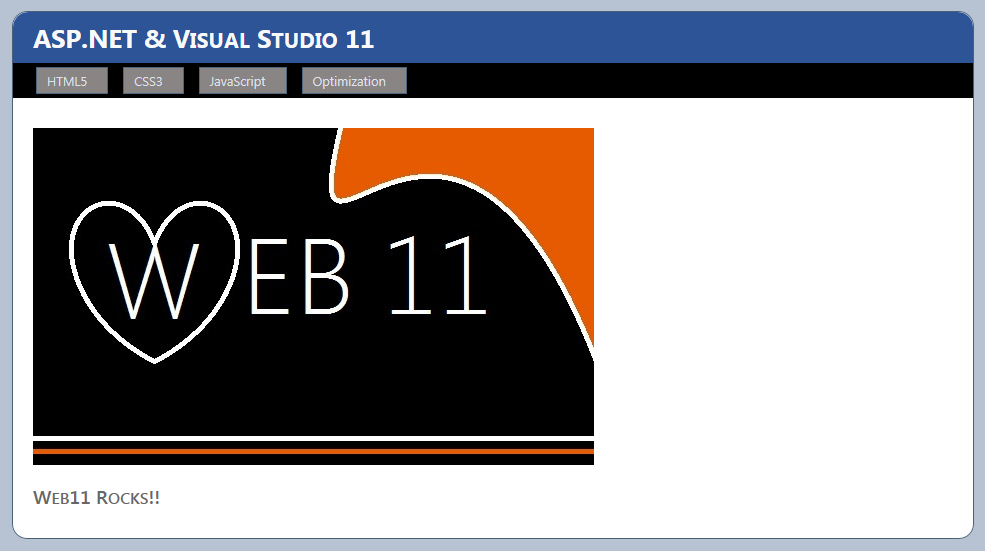 ASP.NET & Visual Studio 11
HTML5 CSS3 JavaScript Optimization
WEB 11
Web11 Rocks!!